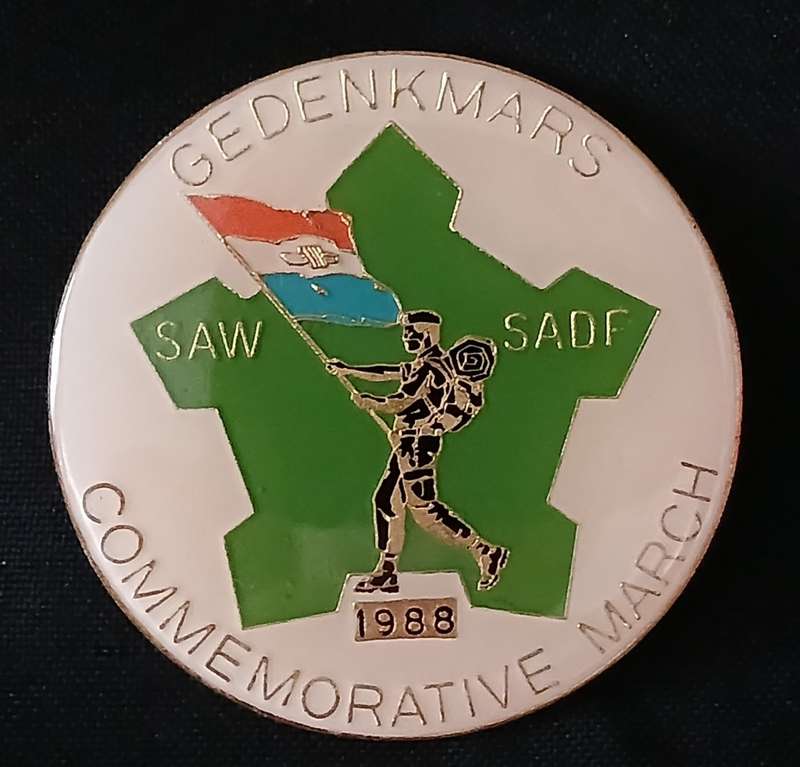 GEDENKMARS
SAW
SADF
1988
COMMEMORATIVE MARCH